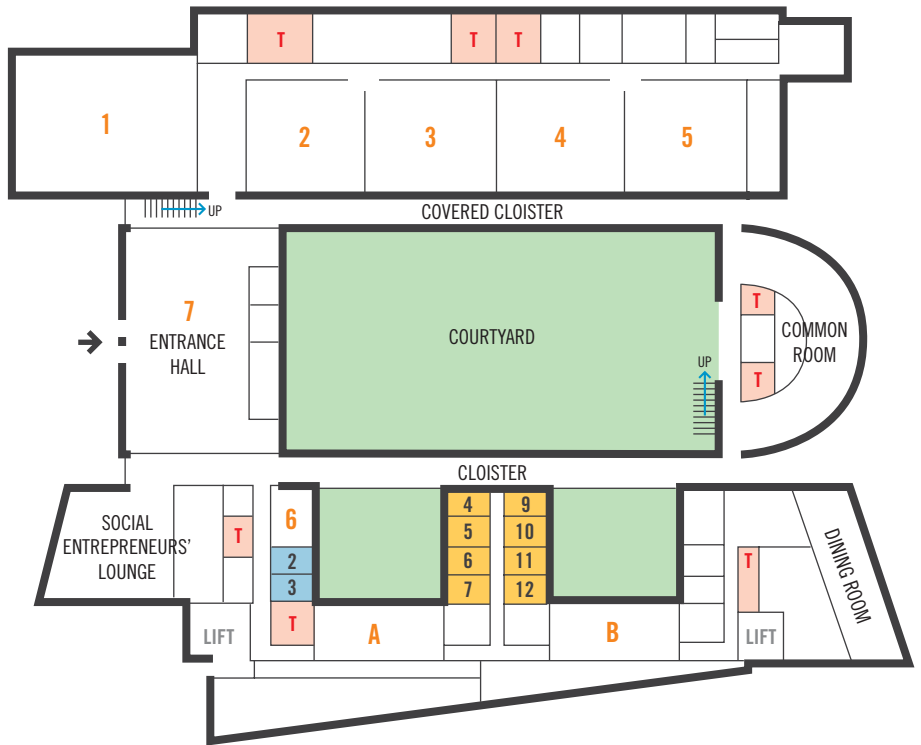 T
T
T
1
2
3
4
5
UP
COVERED CLOISTER
7
ENTRANCE
HALL
COURTYARD
UP
T
COMMON
ROOM
T
CLOISTER
SOCIAL
ENTREPRENEURS'
LOUNGE
T
6
2
3
T
4
5
6
7
9
10
11
12
A
B
T
DINING ROOM
LIFT
LIFT